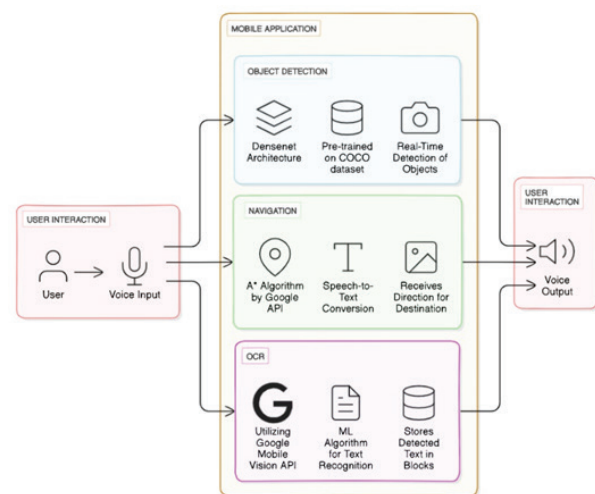 MOBILE APPLICATION
OBJECT DETECTION
Densenet
Architecture
Pre-trained
on COCO
dataset
Real-Time
Detection of
Objects
USER INTERACTION
User
Voice Input
NAVIGATION
A* Algorithm
by Google
API
Speech-to-
Text
Conversion
Receives
Direction for
Destination
USER
INTERACTION
Voice
Output
OCR
G
Utilizing
Google
Mobile
Vision API
ML
Algorithm
for Text
Recognition
Stores
Detected
Text in
Blocks